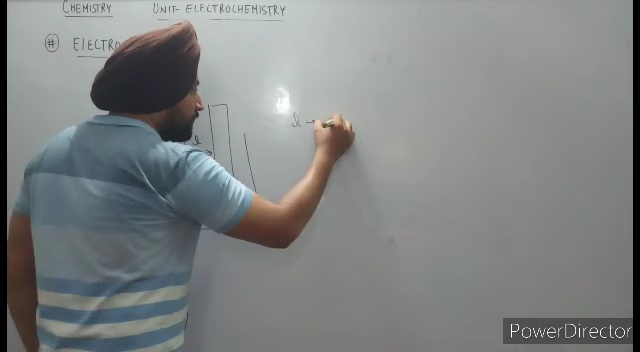 CHEMISTRY UNIT- ELECTROCHEMISTRY
# ELECTRO
l
l →
PowerDirector